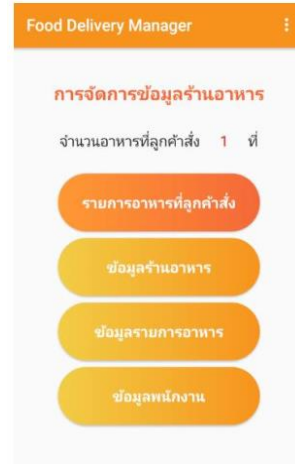 Food Delivery Manager
การจัดการข้อมูลร้านอาหาร
จำนวนอาหารที่ลูกค้าสั่ง 1 ที่
รายการอาหารที่ลูกค้าสั่ง
ข้อมูลร้านอาหาร
ข้อมูลรายการอาหาร
ข้อมูลพนักงาน